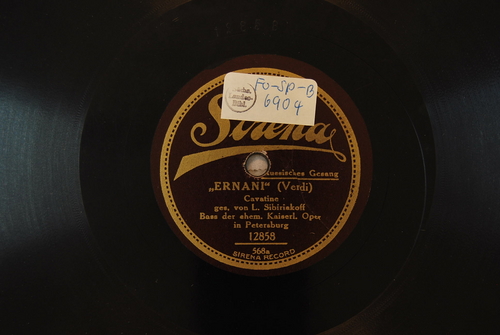 FO-SP-B
6904
Sirena
Russisches Gesang
„ERNANI“ (Verdi)
Cavatine
ges. von L. Sibiriakoff
Bass der ehem. Kaiserl. Oper
in Petersburg
12858
568a
SIRENA RECORD